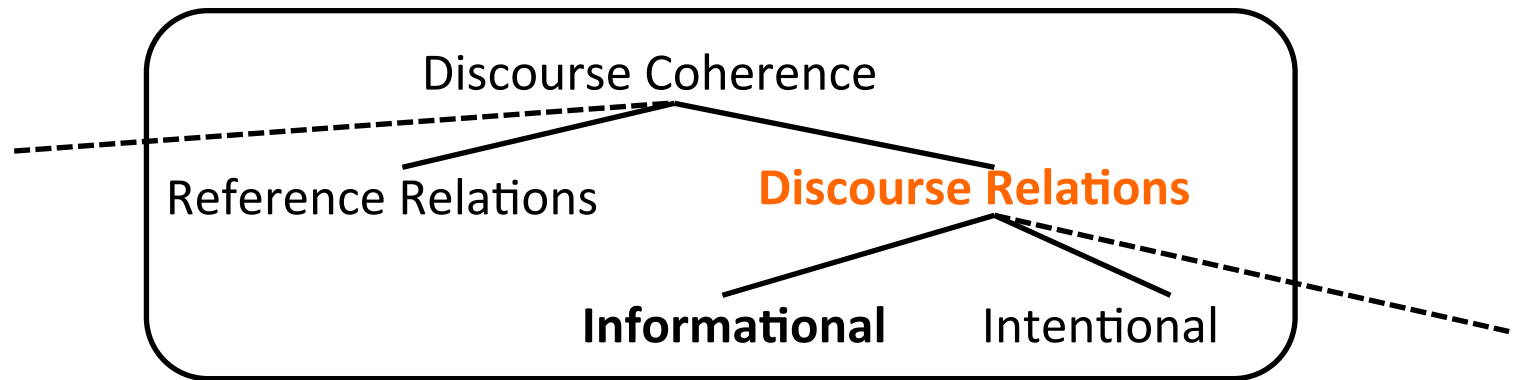 Discourse Coherence
Reference Relations
Discourse Relations
Informational
Intentional